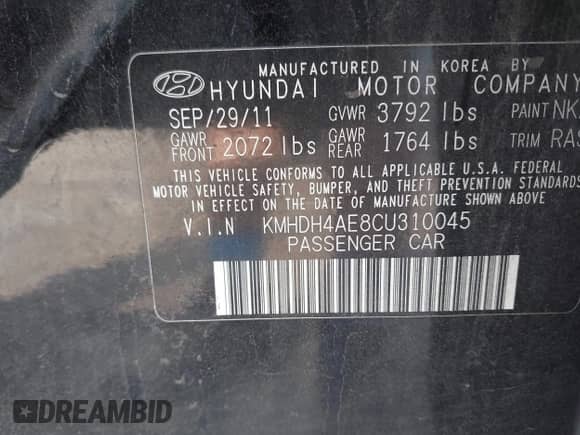 MANUFACTURED IN KOREA BY
HYUNDAI MOTOR COMPANY
SEP/29/11 GVWR 3792 lbs PAINT NK
GAWR FRONT 2072 lbs GAWR REAR 1764 lbs TRIM RAS
THIS VEHICLE CONFORMS TO ALL APPLICABLE U.S.A. FEDERAL
MOTOR VEHICLE SAFETY, BUMPER, AND THEFT PREVENTION STANDARDS
IN EFFECT ON THE DATE OF MANUFACTURE SHOWN ABOVE
V.I.N KMHDH4AE8CU310045
PASSENGER CAR
DREAMBID